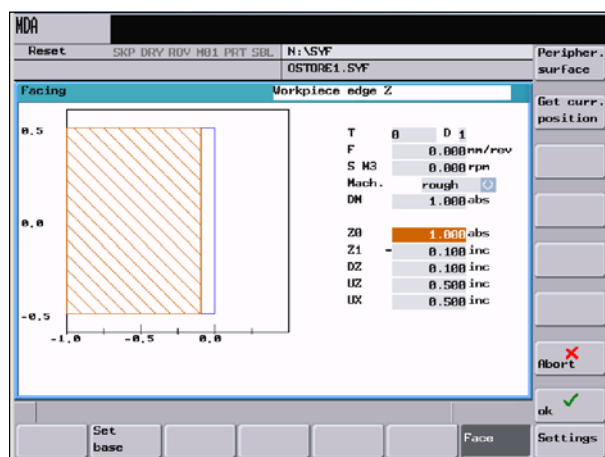 MDA
Reset SKP DRY ROV M01 PRT SBL N:\SYF
OSTORE1.SYF
Peripher.
surface
Facing Workpiece edge Z
Get curr.
position
T 0 D 1
F 0.000 mm/rev
S M3 0.000 rpm
Mach. rough
DM 1.000 abs
Z0 1.000 abs
Z1 - 0.100 inc
DZ 0.100 inc
UZ 0.500 inc
UX 0.500 inc
0.5
0.0
-0.5
-1.0 -0.5 0.0
Abort
ok
Set
base
Face
Settings